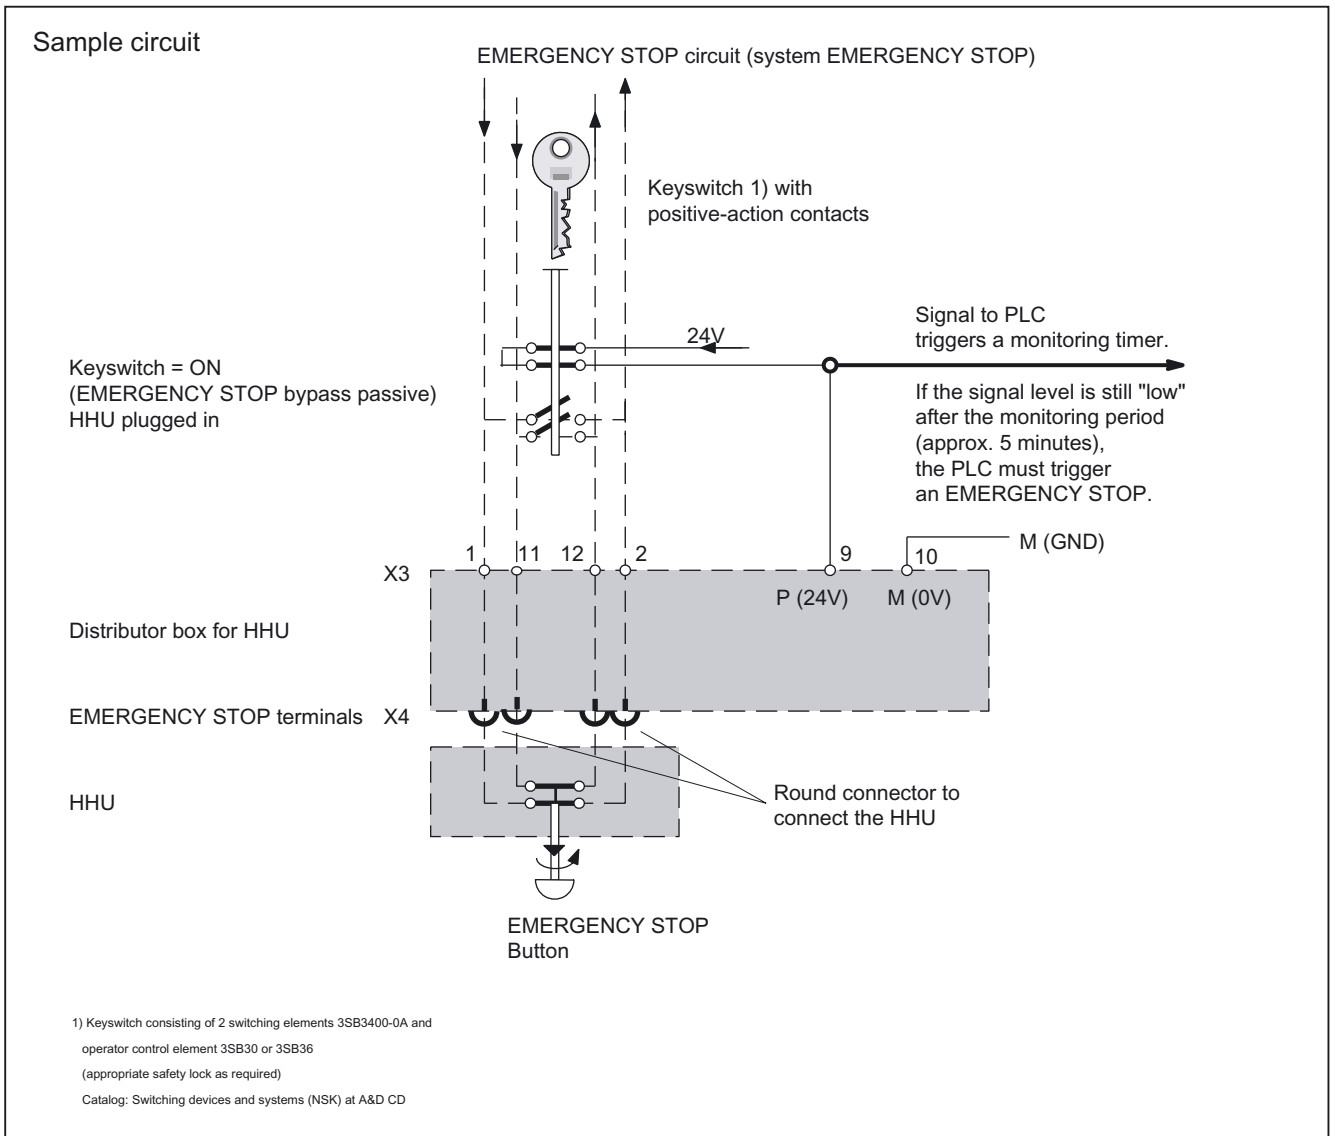 Sample circuit
EMERGENCY STOP circuit (system EMERGENCY STOP)
Keyswitch 1) with
positive-action contacts
24V
Signal to PLC
triggers a monitoring timer.
Keyswitch = ON
(EMERGENCY STOP bypass passive)
HHU plugged in
If the signal level is still "low"
after the monitoring period
(approx. 5 minutes),
the PLC must trigger
an EMERGENCY STOP.
1 11 12 2 9 10
M (GND)
X3
P (24V) M (0V)
Distributor box for HHU
EMERGENCY STOP terminals X4
HHU
Round connector to
connect the HHU
EMERGENCY STOP
Button
1) Keyswitch consisting of 2 switching elements 3SB3400-0A and
operator control element 3SB30 or 3SB36
(appropriate safety lock as required)
Catalog: Switching devices and systems (NSK) at A&D CD